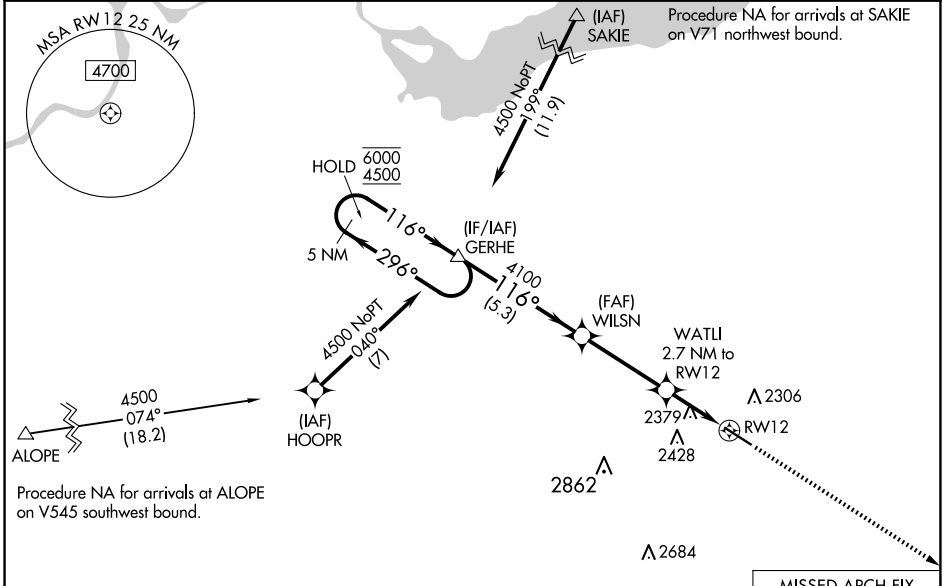 MSA RW12 25 NM
4700
(IAF)
SAKIE
Procedure NA for arrivals at SAKIE
on V71 northwest bound.
4500 NoPT
199°
(11.9)
HOLD
6000
4500
116°
5 NM
296°
(IF/IAF)
GERHE
4100
116°
(5.3)
(FAF)
WILSN
WATLI
2.7 NM to
RW12
4500 NoPT
040°
(7)
(IAF)
HOOPR
4500
074°
(18.2)
ALOPE
Procedure NA for arrivals at ALOPE
on V545 southwest bound.
2306
2379
RW12
2428
2862
2684
MISSED APCH FIX